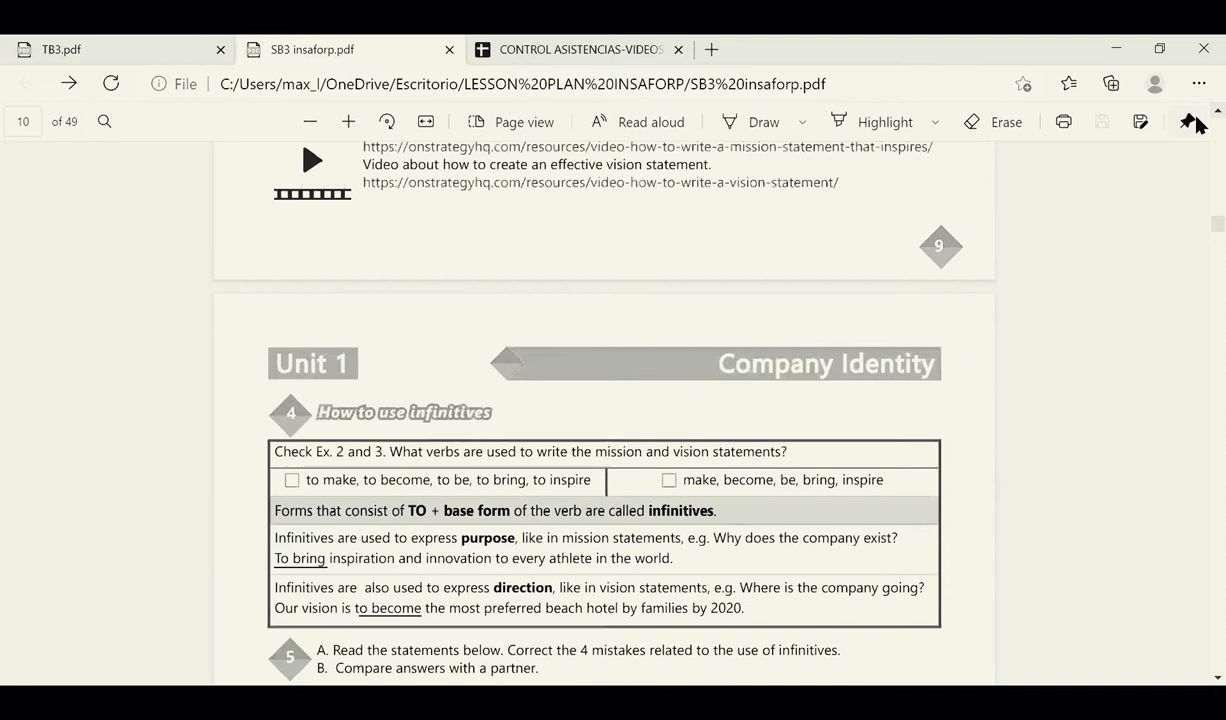 TB3.pdf
SB3 insaforp.pdf
CONTROL ASISTENCIAS-VIDEOS
File
C:/Users/max_l/OneDrive/Escritorio/LESSON%20PLAN%20INSAFORP/SB3%20insaforp.pdf
10 of 49
Page view
Read aloud
Draw
Highlight
Erase
https://onstrategyhq.com/resources/video-how-to-write-a-mission-statement-that-inspires/
Video about how to create an effective vision statement.
https://onstrategyhq.com/resources/video-how-to-write-a-vision-statement/
9
Unit 1
Company Identity
4 How to use infinitives
Check Ex. 2 and 3. What verbs are used to write the mission and vision statements?
to make, to become, to be, to bring, to inspire
make, become, be, bring, inspire
Forms that consist of TO + base form of the verb are called infinitives.
Infinitives are used to express purpose, like in mission statements, e.g. Why does the company exist?
To bring inspiration and innovation to every athlete in the world.
Infinitives are also used to express direction, like in vision statements, e.g. Where is the company going?
Our vision is to become the most preferred beach hotel by families by 2020.
5 A. Read the statements below. Correct the 4 mistakes related to the use of infinitives.
B. Compare answers with a partner.